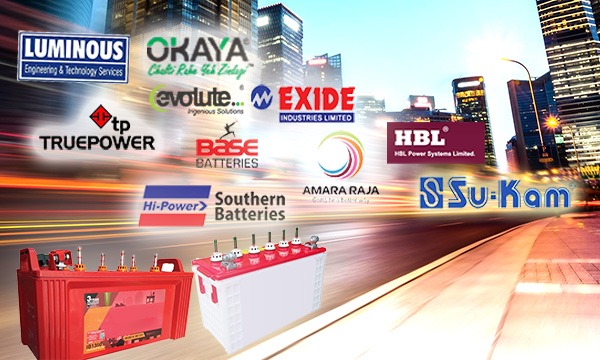 LUMINOUS
Engineering & Technology Services
OKAYA
Chalti Rahe Yeh Zindagi
evolute...
Ingenious Solutions
EXIDE
INDUSTRIES LIMITED
tp
TRUEPOWER
BASE
BATTERIES
AMARA RAJA
HBL
HBL Power Systems Limited.
Su-Kam
Hi-Power
Southern
Batteries